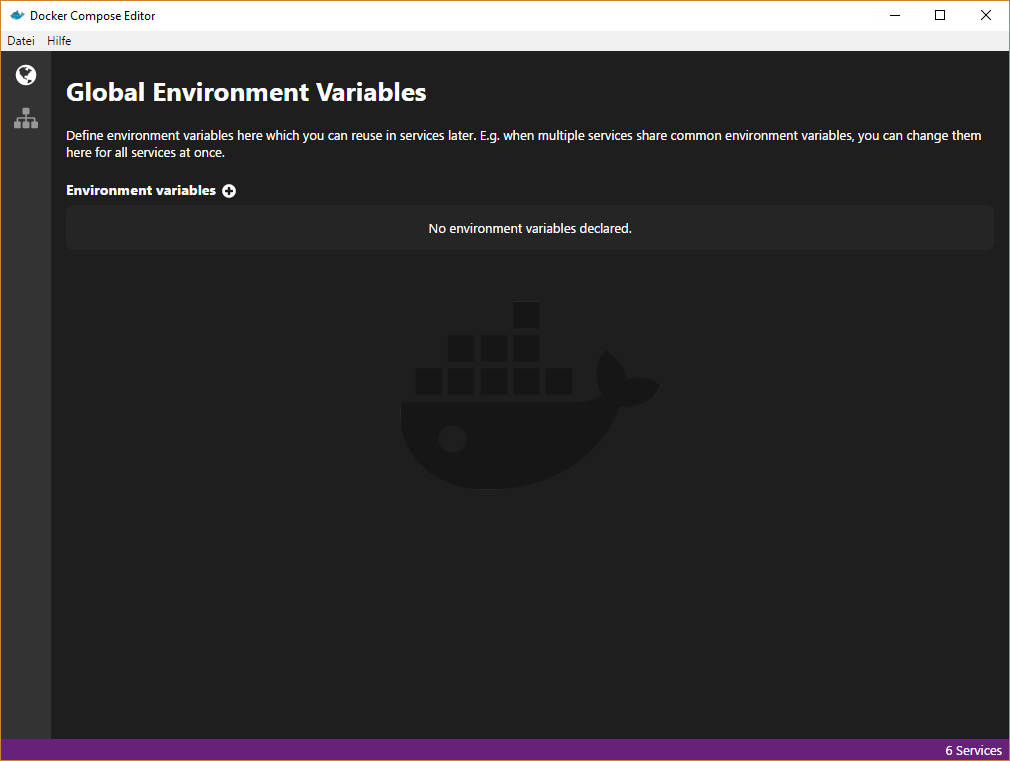 Docker Compose Editor
Datei Hilfe
Global Environment Variables
Define environment variables here which you can reuse in services later. E.g. when multiple services share common environment variables, you can change them
here for all services at once.
Environment variables
No environment variables declared.
6 Services